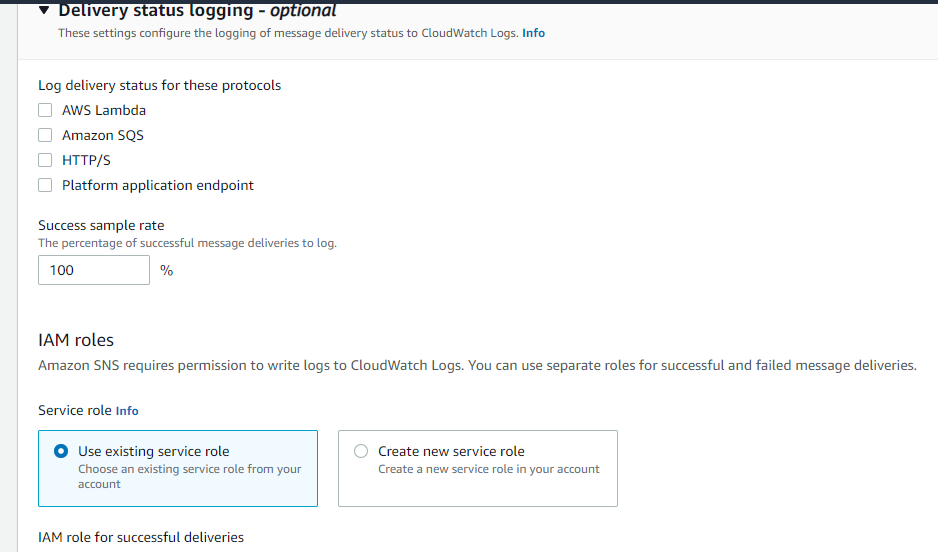 Delivery status logging - optional
These settings configure the logging of message delivery status to CloudWatch Logs. Info
Log delivery status for these protocols
AWS Lambda
Amazon SQS
HTTP/S
Platform application endpoint
Success sample rate
The percentage of successful message deliveries to log.
100 %
IAM roles
Amazon SNS requires permission to write logs to CloudWatch Logs. You can use separate roles for successful and failed message deliveries.
Service role Info
Use existing service role
Choose an existing service role from your
account
Create new service role
Create a new service role in your account
IAM role for successful deliveries